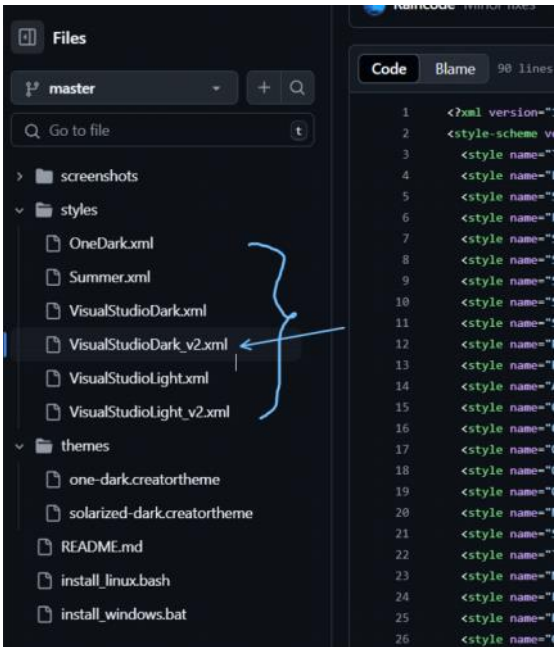 Files
master
Go to file
t
screenshots
styles
OneDark.xml
Summer.xml
VisualStudioDark.xml
VisualStudioDark_v2.xml
VisualStudioLight.xml
VisualStudioLight_v2.xml
themes
one-dark.creatortheme
solarized-dark.creatortheme
README.md
install_linux.bash
install_windows.bat
Raincode Minor fixes
Code Blame 90 lines
1 <?xml version="
2 <style-scheme ve
3 <style name="
4 <style name="
5 <style name="
6 <style name="
7 <style name="
8 <style name="
9 <style name="
10 <style name="
11 <style name="
12 <style name="
13 <style name="
14 <style name="
15 <style name="
16 <style name="
17 <style name="
18 <style name="
19 <style name="
20 <style name="
21 <style name="
22 <style name="
23 <style name="
24 <style name="
25 <style name="
26 <style name="